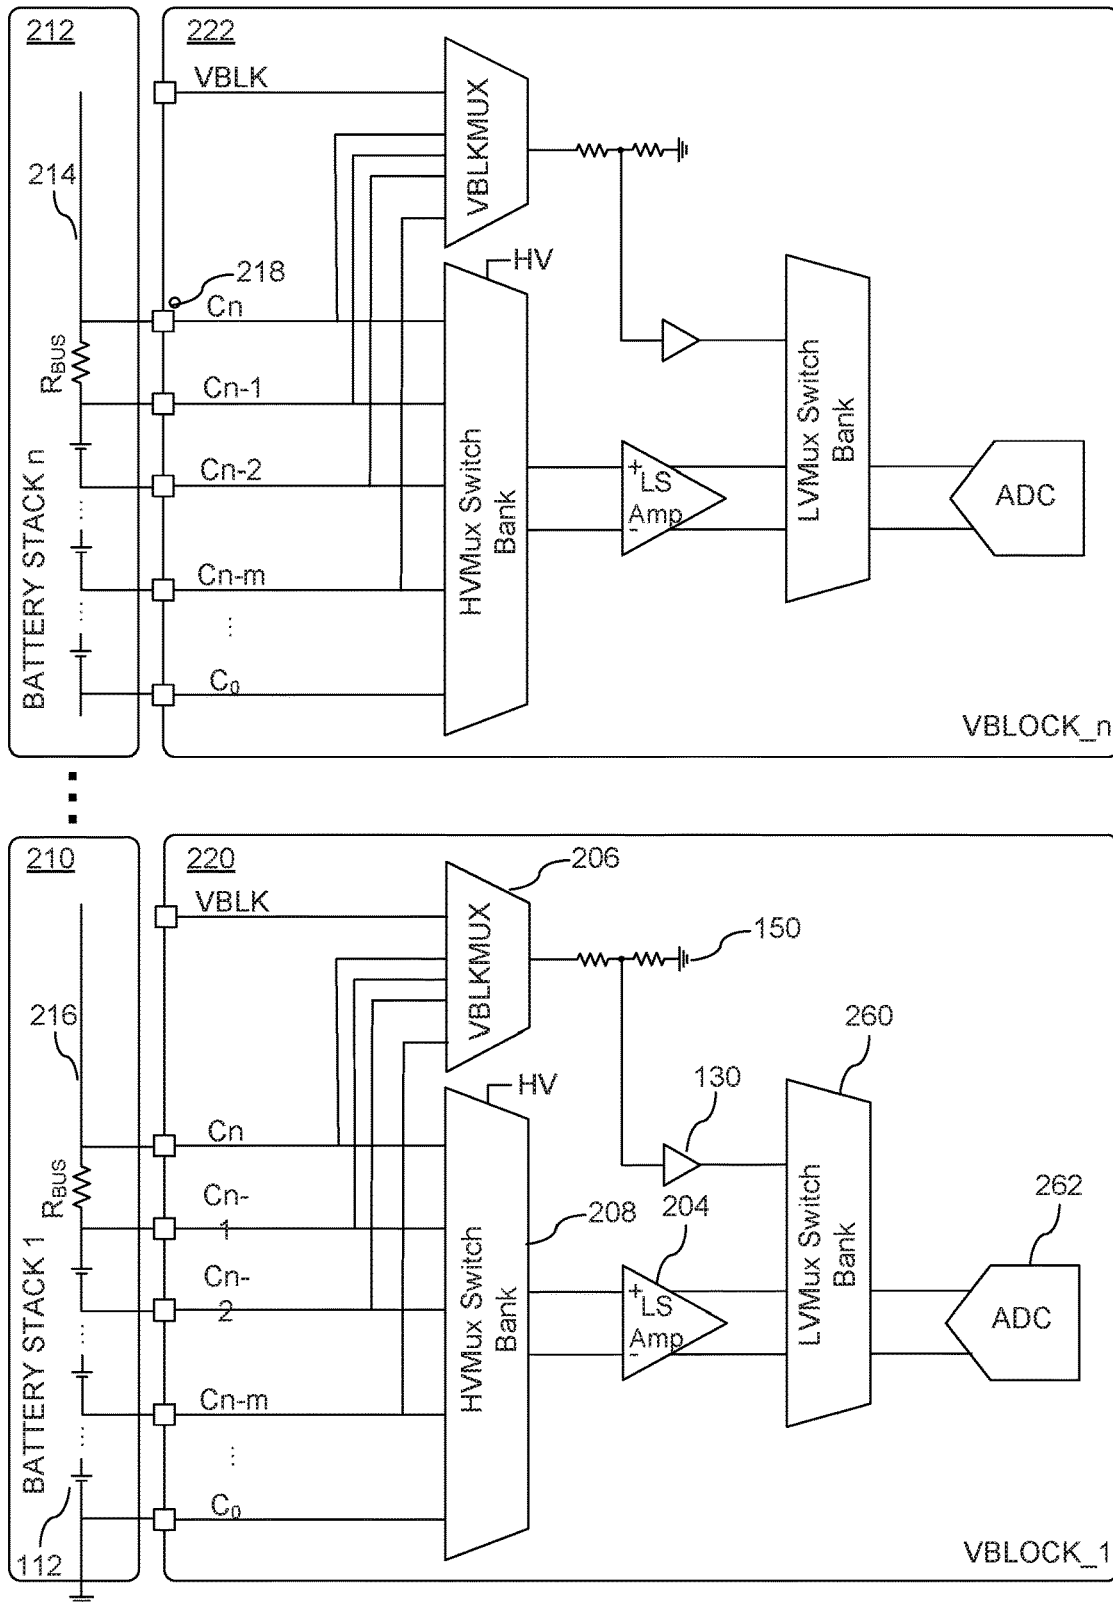 212
222
VBLK
VBLKMUX
214
HV
218
Cn
RBUS
Cn-1
Cn-2
Cn-m
C₀
...
BATTERY STACK n
HVMux Switch
Bank
+
LS
Amp
-
LVMux Switch
Bank
ADC
VBLOCK_n
210
220
206
VBLK
VBLKMUX
150
216
260
HV
130
Cn
RBUS
Cn-
1
Cn-
2
Cn-m
...
C₀
BATTERY STACK 1
112
208
204
HVMux Switch
Bank
+
LS
Amp
-
LVMux Switch
Bank
262
ADC
VBLOCK_1